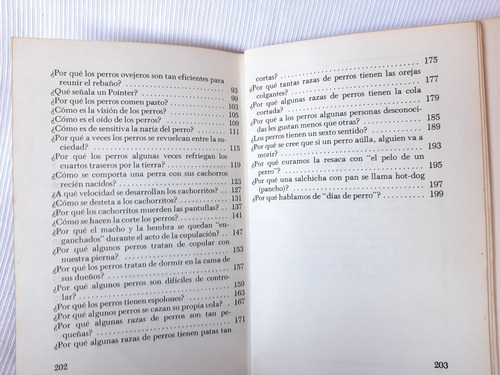 ¿Por qué los perros ovejeros son tan eficientes para
reunir el rebaño? 93
¿Qué señala un Pointer? 99
¿Por qué los perros comen pasto? 103
¿Cómo es la visión de los perros? 105
¿Cómo es el oído de los perros? 109
¿Cómo es de sensitiva la nariz del perro? 111
¿Por qué a veces los perros se revuelcan entre la su-
ciedad? 115
¿Por qué los perros algunas veces refriegan los
cuartos traseros por la tierra? 119
¿Cómo se comporta una perra con sus cachorros
recién nacidos? 121
¿A qué velocidad se desarrollan los cachorritos? 127
¿Cómo se desteta a los cachorritos? 131
¿Por qué los cachorritos muerden las pantuflas? 137
¿Cómo se hacen la corte los perros? 141
¿Por qué el macho y la hembra se quedan "en-
ganchados" durante el acto de la copulación? 147
¿Por qué algunos perros tratan de copular con
nuestra pierna? 153
¿Por qué los perros tratan de dormir en la cama de
sus dueños? 157
¿Por qué algunos perros son difíciles de contro-
lar? 159
¿Por qué los perros tienen espolones? 163
¿Por qué algunos perros se cazan su propia cola? 167
¿Por qué algunas razas de perros son tan pe-
queñas? 171
¿Por qué algunas razas de perros tienen patas tan
202
cortas? 175
¿Por qué tantas razas de perros tienen las orejas
colgantes? 177
¿Por qué algunas razas de perros tienen la cola
cortada? 179
¿Por qué a los perros algunas personas desconoci-
das les gustan menos que otras? 185
¿Los perros tienen un sexto sentido? 189
¿Por qué se cree que si un perro aúlla, alguien va a
morir? 193
¿Por qué curamos la resaca con "el pelo de un
perro"? 195
¿Por qué una salchicha con pan se llama hot-dog
(pancho)? 197
¿Por qué hablamos de "días de perro"? 199
203